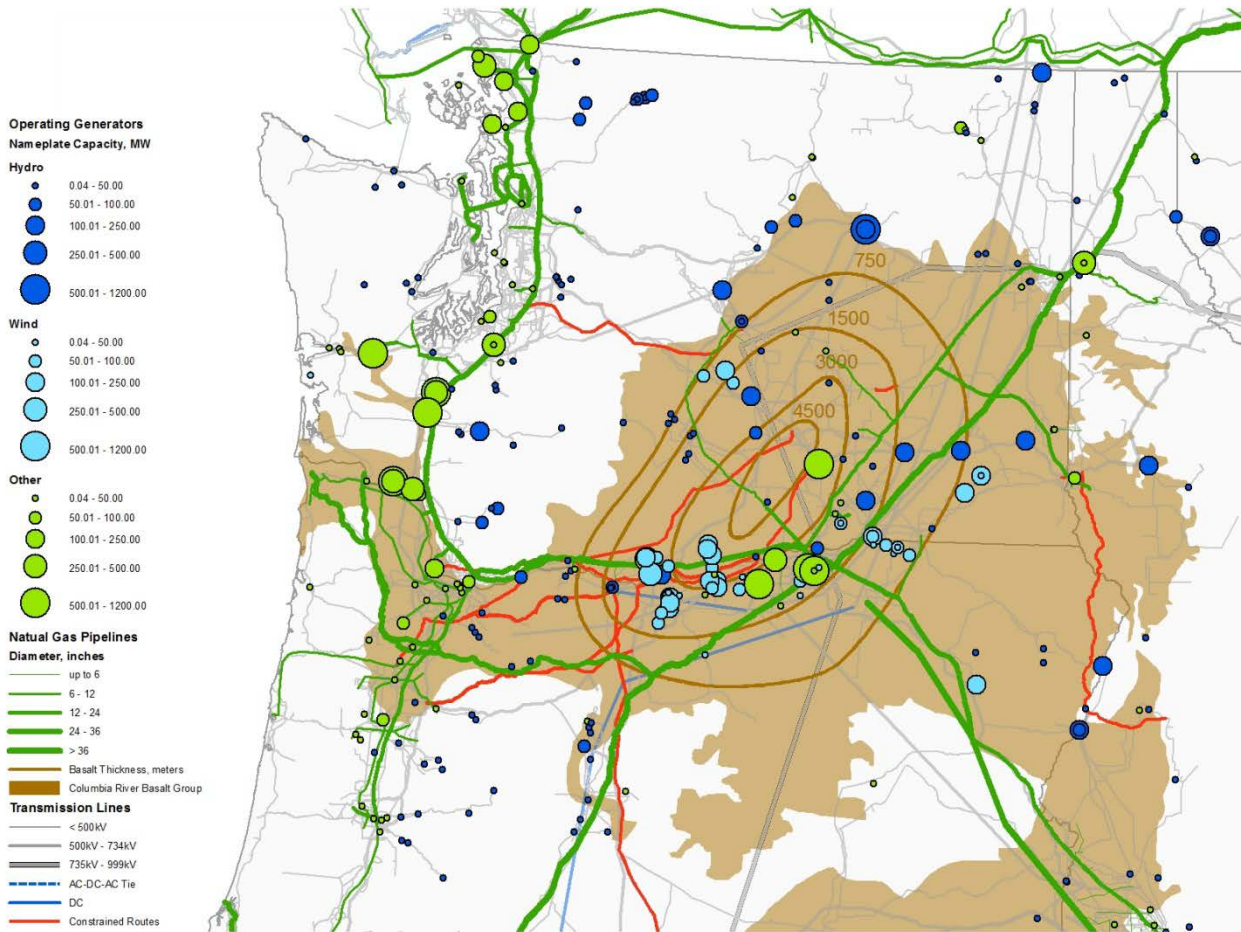 Operating Generators
Nameplate Capacity, MW
Hydro
0.04 - 50.00
50.01 - 100.00
100.01 - 250.00
250.01 - 500.00
500.01 - 1200.00
Wind
0.04 - 50.00
50.01 - 100.00
100.01 - 250.00
250.01 - 500.00
500.01 - 1200.00
Other
0.04 - 50.00
50.01 - 100.00
100.01 - 250.00
250.01 - 500.00
500.01 - 1200.00
Natural Gas Pipelines
Diameter, inches
up to 6
6 - 12
12 - 24
24 - 36
> 36
Basalt Thickness, meters
Columbia River Basalt Group
Transmission Lines
< 500kV
500kV - 734kV
735kV - 999kV
AC-DC-AC Tie
DC
Constrained Routes
750
1500
3000
4500